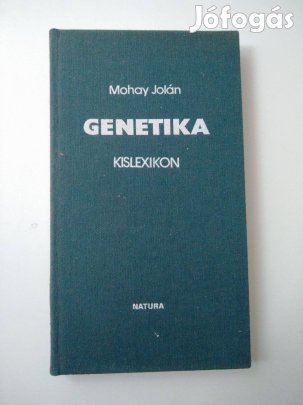 Jófogás
Mohay Jolán
GENETIKA
KISLEXIKON
NATURA